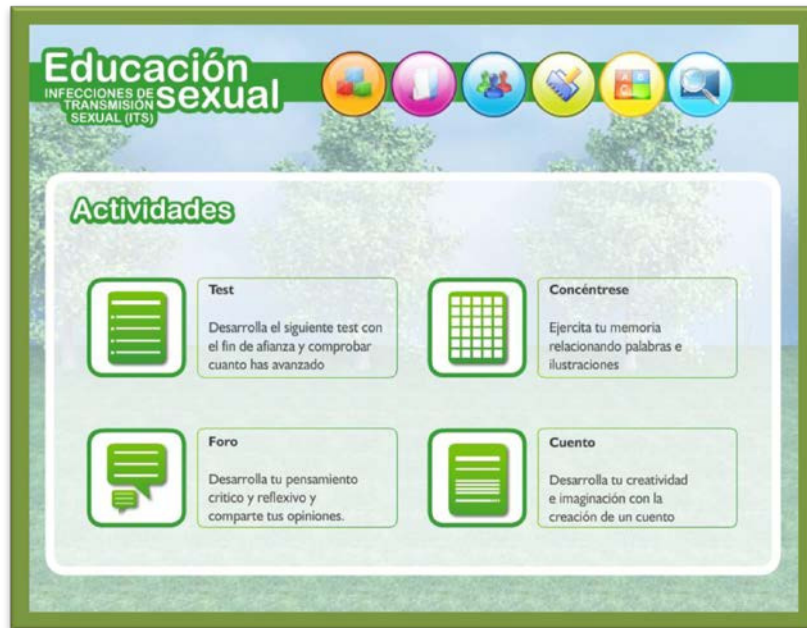 Educación
INFECCIONES DE
TRANSMISIÓN
SEXUAL (ITS)
sexual
Actividades
Test
Desarrolla el siguiente test con
el fin de afianza y comprobar
cuanto has avanzado
Concéntrese
Ejercita tu memoria
relacionando palabras e
ilustraciones
Foro
Desarrolla tu pensamiento
critico y reflexivo y
comparte tus opiniones.
Cuento
Desarrolla tu creatividad
e imaginación con la
creación de un cuento